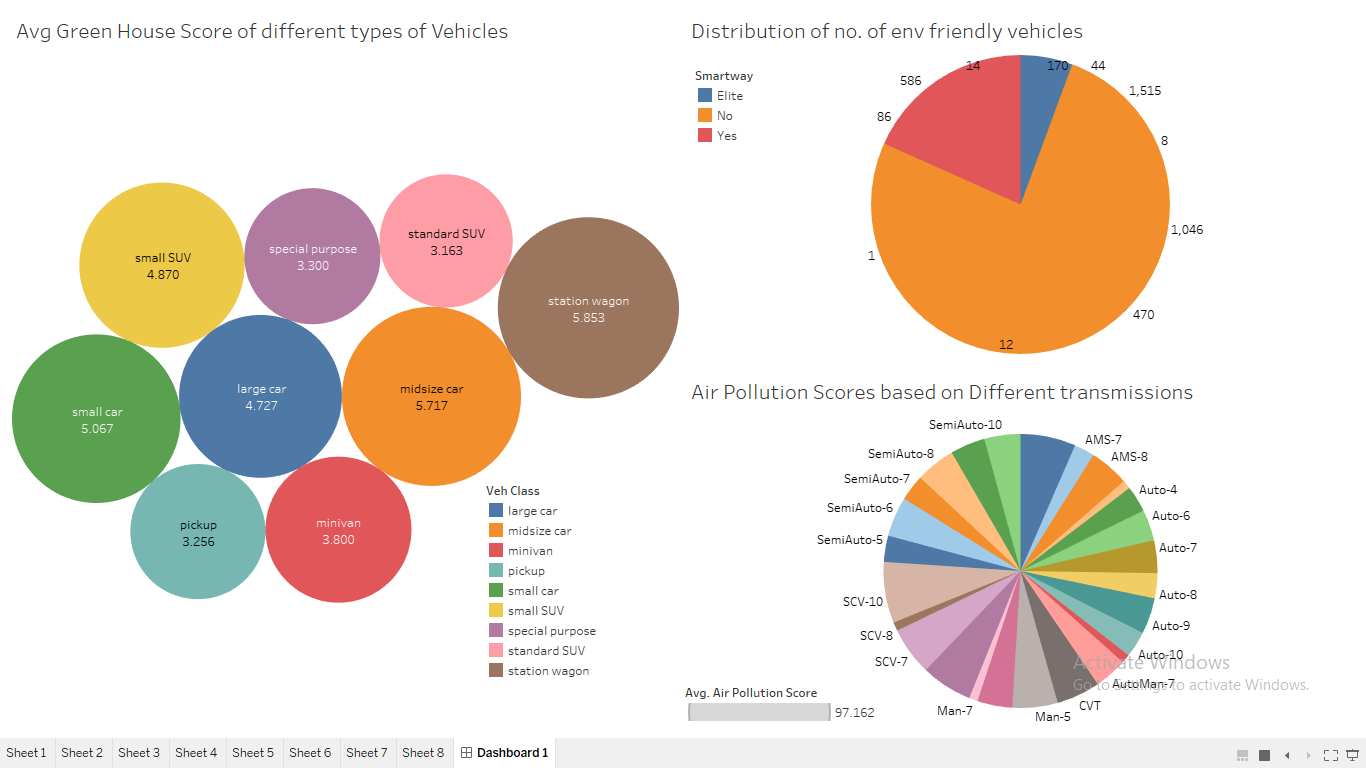 Avg Green House Score of different types of Vehicles
small SUV
4.870
special purpose
3.300
standard SUV
3.163
station wagon
5.853
small car
5.067
large car
4.727
midsize car
5.717
pickup
3.256
minivan
3.800
Veh Class
large car
midsize car
minivan
pickup
small car
small SUV
special purpose
standard SUV
station wagon
Distribution of no. of env friendly vehicles
Smartway
Elite
No
Yes
14
170
44
586
1,515
86
8
1,046
1
470
12
Air Pollution Scores based on Different transmissions
SemiAuto-10
AMS-7
SemiAuto-8
AMS-8
SemiAuto-7
Auto-4
SemiAuto-6
Auto-6
SemiAuto-5
Auto-7
Auto-8
SCV-10
Auto-9
SCV-8
Auto-10
SCV-7
AutoMan-7
Man-7
CVT
Man-5
Activate Windows
Go to Settings to activate Windows.
Avg. Air Pollution Score
97.162
Sheet 1
Sheet 2
Sheet 3
Sheet 4
Sheet 5
Sheet 6
Sheet 7
Sheet 8
Dashboard 1